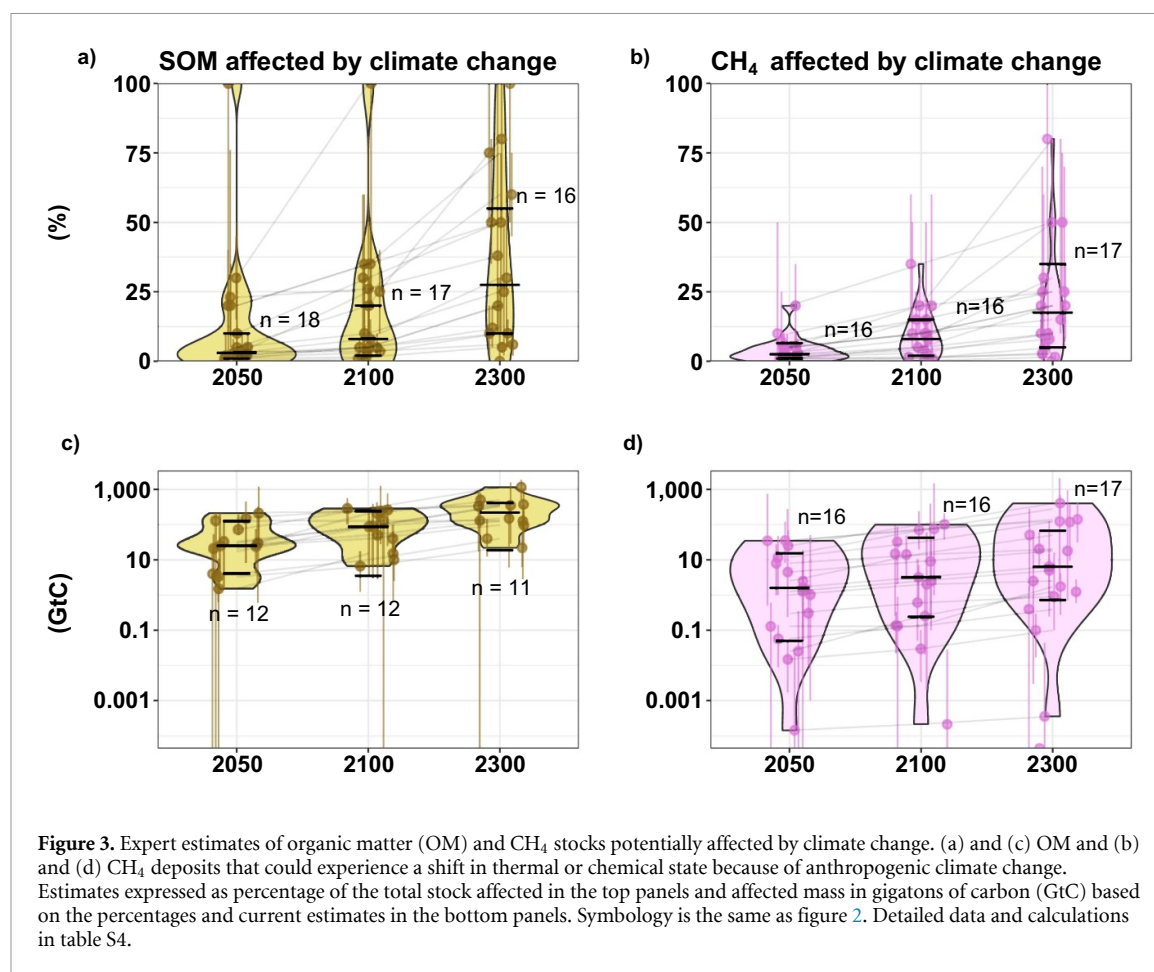 a)
SOM affected by climate change
b)
CH₄ affected by climate change
100
75
50
25
0
(%)
n = 18
n = 17
n = 16
2050
2100
2300
100
75
50
25
0
n=16
n=16
n=17
2050
2100
2300
c)
d)
1,000
10
0.1
0.001
(GtC)
n = 12
n = 12
n = 11
2050
2100
2300
1,000
10
0.1
0.001
n=16
n=16
n=17
2050
2100
2300
Figure 3. Expert estimates of organic matter (OM) and CH₄ stocks potentially affected by climate change. (a) and (c) OM and (b)
and (d) CH₄ deposits that could experience a shift in thermal or chemical state because of anthropogenic climate change.
Estimates expressed as percentage of the total stock affected in the top panels and affected mass in gigatons of carbon (GtC) based
on the percentages and current estimates in the bottom panels. Symbology is the same as figure 2. Detailed data and calculations
in table S4.